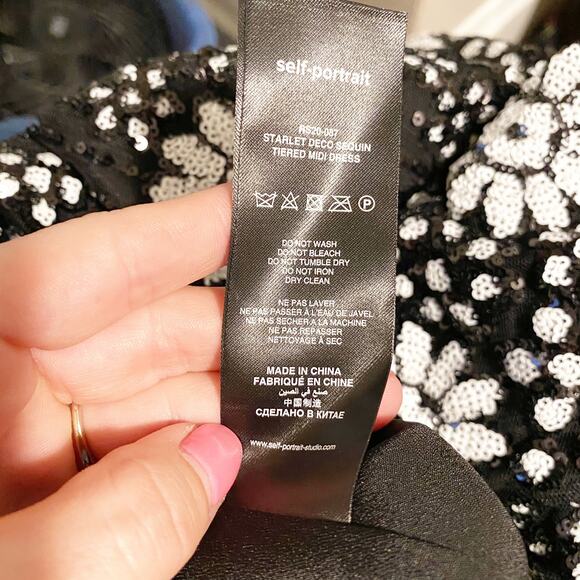 self-portrait
RS20-087
STARLET DECO SEQUIN
TIERED MIDI DRESS
P
DO NOT WASH
DO NOT BLEACH
DO NOT TUMBLE DRY
DO NOT IRON
DRY CLEAN
NE PAS LAVER
NE PAS PASSER À L'EAU DE JAVEL
NE PAS SECHER A LA MACHINE
NE PAS REPASSER
NETTOYAGE À SEC
MADE IN CHINA
FABRIQUÉ EN CHINE
صنع في الصين
中国制造
СДЕЛАНО В КИТАЕ
www.self-portrait-studio.com